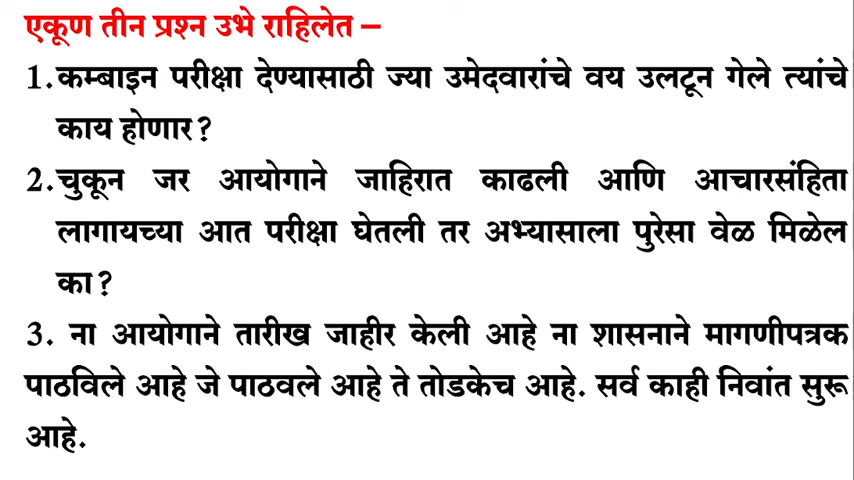 एकूण तीन प्रश्न उभे राहिलेत –
1. कम्बाइन परीक्षा देण्यासाठी ज्या उमेदवारांचे वय उलटून गेले त्यांचे
काय होणार?
2. चुकून जर आयोगाने जाहिरात काढली आणि आचारसंहिता
लागायच्या आत परीक्षा घेतली तर अभ्यासाला पुरेसा वेळ मिळेल
का?
3. ना आयोगाने तारीख जाहीर केली आहे ना शासनाने मागणीपत्रक
पाठविले आहे जे पाठवले आहे ते तोडकेच आहे. सर्व काही निवांत सुरू
आहे.